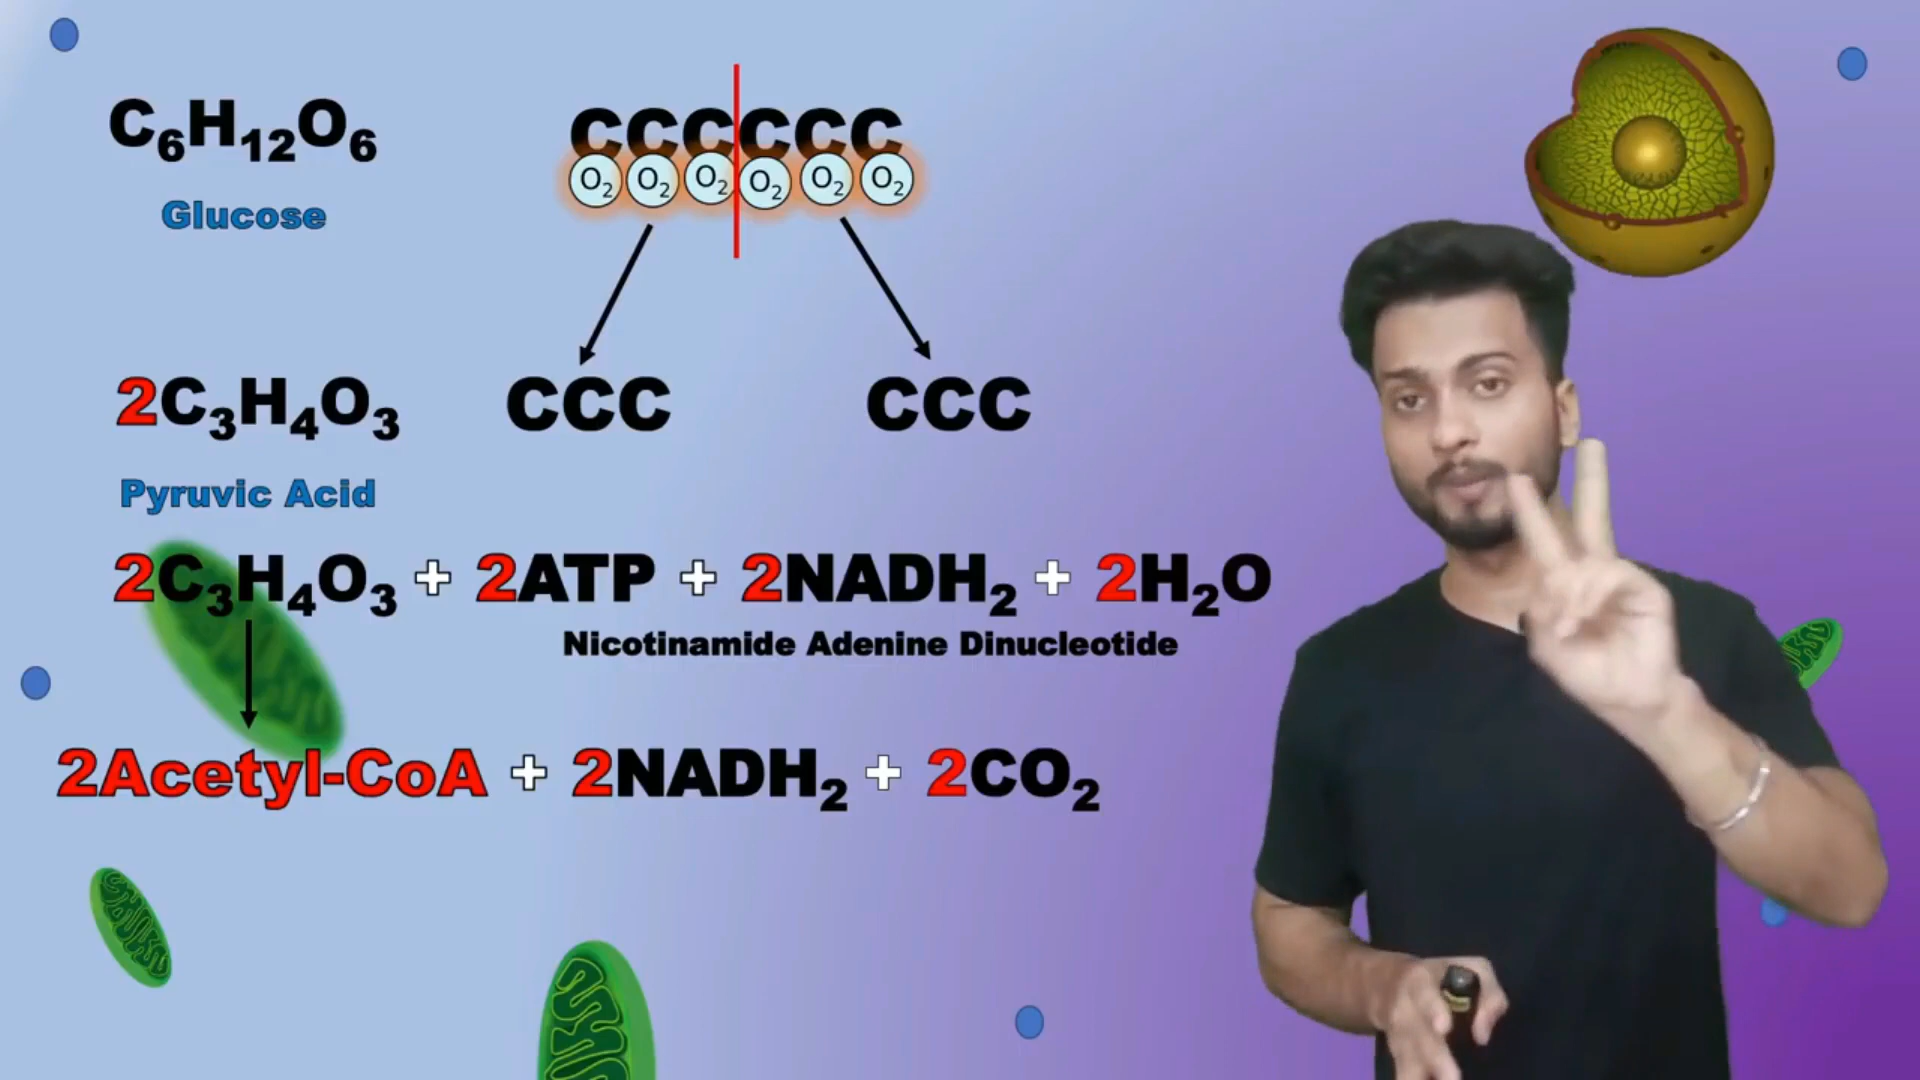 C₆H₁₂O₆
CCCCCC
O₂ O₂ O₂ O₂ O₂ O₂
Glucose
2C₃H₄O₃ CCC CCC
Pyruvic Acid
2C₃H₄O₃ + 2ATP + 2NADH₂ + 2H₂O
Nicotinamide Adenine Dinucleotide
2Acetyl-CoA + 2NADH₂ + 2CO₂